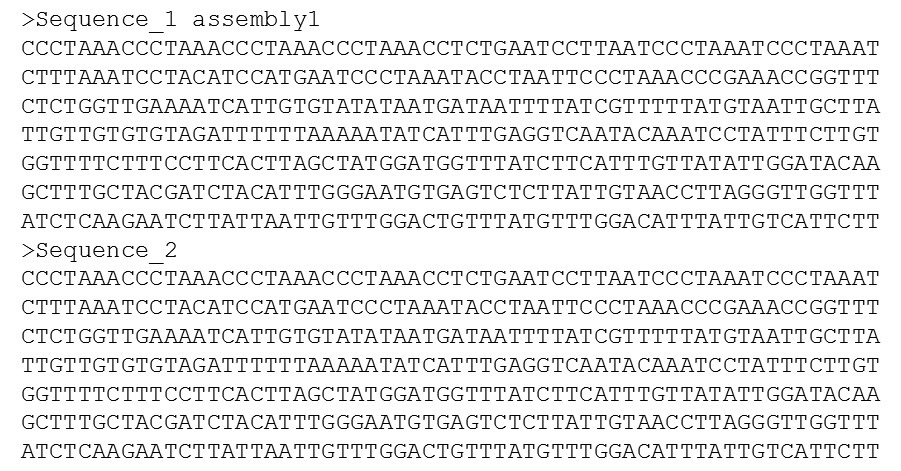 >Sequence_1 assembly1
CCCTAAACCCTAAACCCTAAACCCTAAACCTCTGAATCCTTAATCCCTAAATCCCTAAAT
CTTTAAATCCTACATCCATGAATCCCTAAATACCTAATTCCCTAAACCCGAAACCGGTTT
CTCTGGTTGAAAATCATTGTGTATATAATGATAATTTTATCGTTTTTATGTAATTGCTTA
TTGTTGTGTGTAGATTTTTTAAAAATATCATTTGAGGTCAATACAAATCCTATTTCTTGT
GGTTTTCTTTCCTTCACTTAGCTATGGATGGTTTATCTTCATTTGTTATATTGGATACAA
GCTTTGCTACGATCTACATTTGGGAATGTGAGTCTCTTATTGTAACCTTAGGGTTGGTTT
ATCTCAAGAATCTTATTAATTGTTTGGACTGTTTATGTTTGGACATTTATTGTCATTCTT
>Sequence_2
CCCTAAACCCTAAACCCTAAACCCTAAACCTCTGAATCCTTAATCCCTAAATCCCTAAAT
CTTTAAATCCTACATCCATGAATCCCTAAATACCTAATTCCCTAAACCCGAAACCGGTTT
CTCTGGTTGAAAATCATTGTGTATATAATGATAATTTTATCGTTTTTATGTAATTGCTTA
TTGTTGTGTGTAGATTTTTTAAAAATATCATTTGAGGTCAATACAAATCCTATTTCTTGT
GGTTTTCTTTCCTTCACTTAGCTATGGATGGTTTATCTTCATTTGTTATATTGGATACAA
GCTTTGCTACGATCTACATTTGGGAATGTGAGTCTCTTATTGTAACCTTAGGGTTGGTTT
ATCTCAAGAATCTTATTAATTGTTTGGACTGTTTATGTTTGGACATTTATTGTCATTCTT